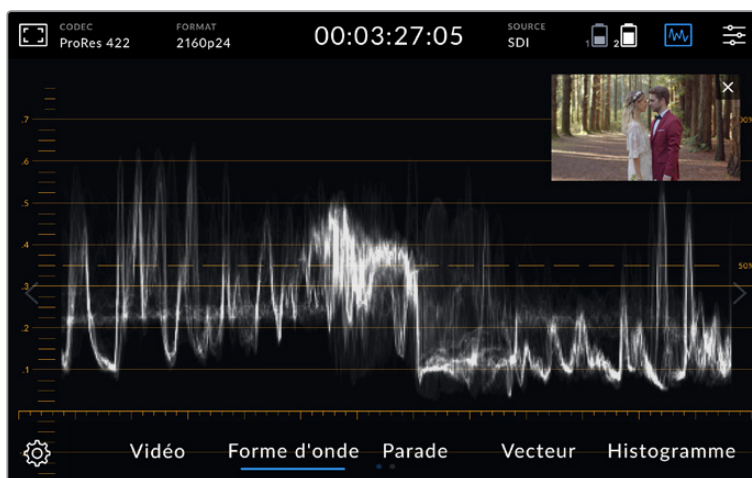 CODEC FORMAT SOURCE
ProRes 422 2160p24 00:03:27:05 SDI 1 2
.7
.6
.5
.4
50%
.3
.2
.1
Vidéo Forme d'onde Parade Vecteur Histogramme